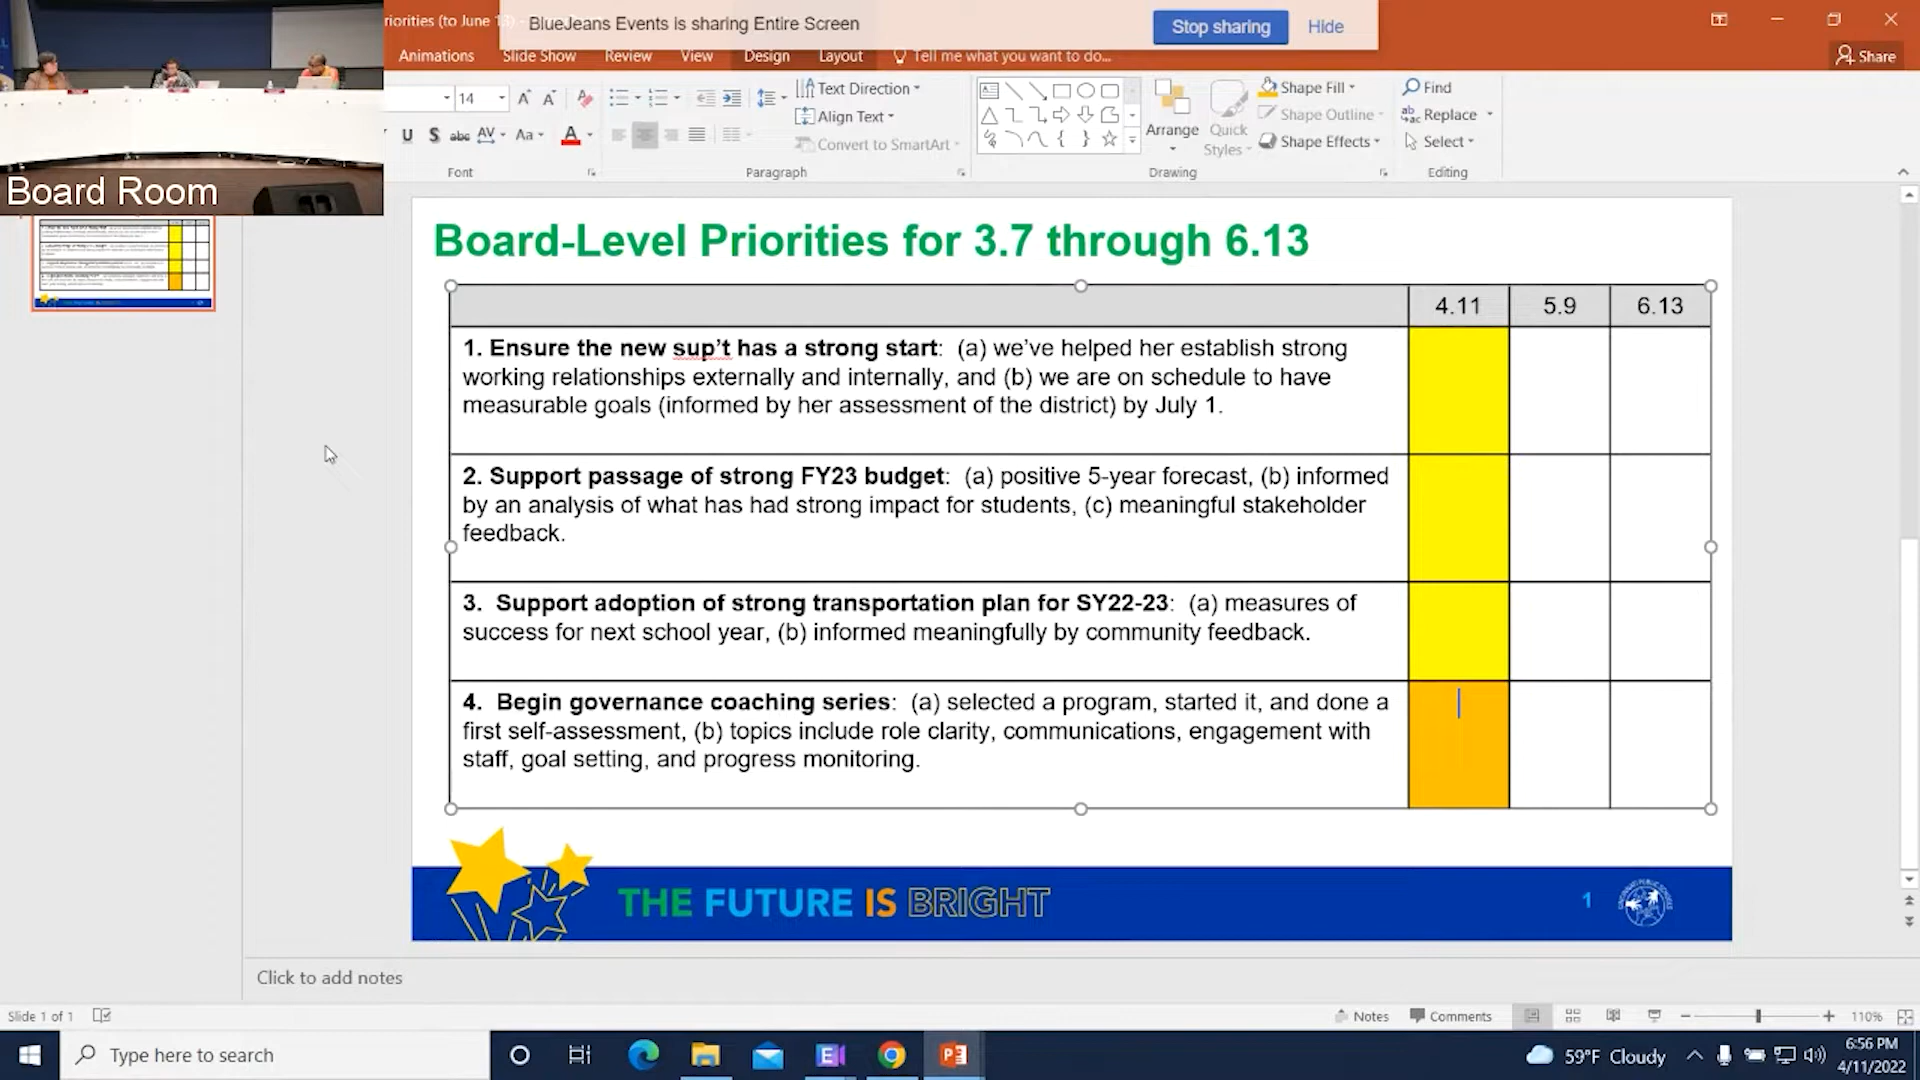 riorities (to June 1
BlueJeans Events is sharing Entire Screen
Stop sharing
Hide
Animations
Slide Show
Review
View
Design
Layout
Tell me what you want to do...
Share
14
Text Direction
Align Text
Convert to SmartArt
Arrange
Quick
Styles
Shape Fill
Shape Outline
Shape Effects
Find
Replace
Select
Font
Paragraph
Drawing
Editing
Board Room
Board-Level Priorities for 3.7 through 6.13
4.11
5.9
6.13
1. Ensure the new sup’t has a strong start:  (a) we’ve helped her establish strong
working relationships externally and internally, and (b) we are on schedule to have
measurable goals (informed by her assessment of the district) by July 1.
2. Support passage of strong FY23 budget:  (a) positive 5-year forecast, (b) informed
by an analysis of what has had strong impact for students, (c) meaningful stakeholder
feedback.
3.  Support adoption of strong transportation plan for SY22-23:  (a) measures of
success for next school year, (b) informed meaningfully by community feedback.
4.  Begin governance coaching series:  (a) selected a program, started it, and done a
first self-assessment, (b) topics include role clarity, communications, engagement with
staff, goal setting, and progress monitoring.
THE FUTURE IS BRIGHT
1
Click to add notes
Slide 1 of 1
Notes
Comments
110%
Type here to search
59°F Cloudy
6:56 PM
4/11/2022